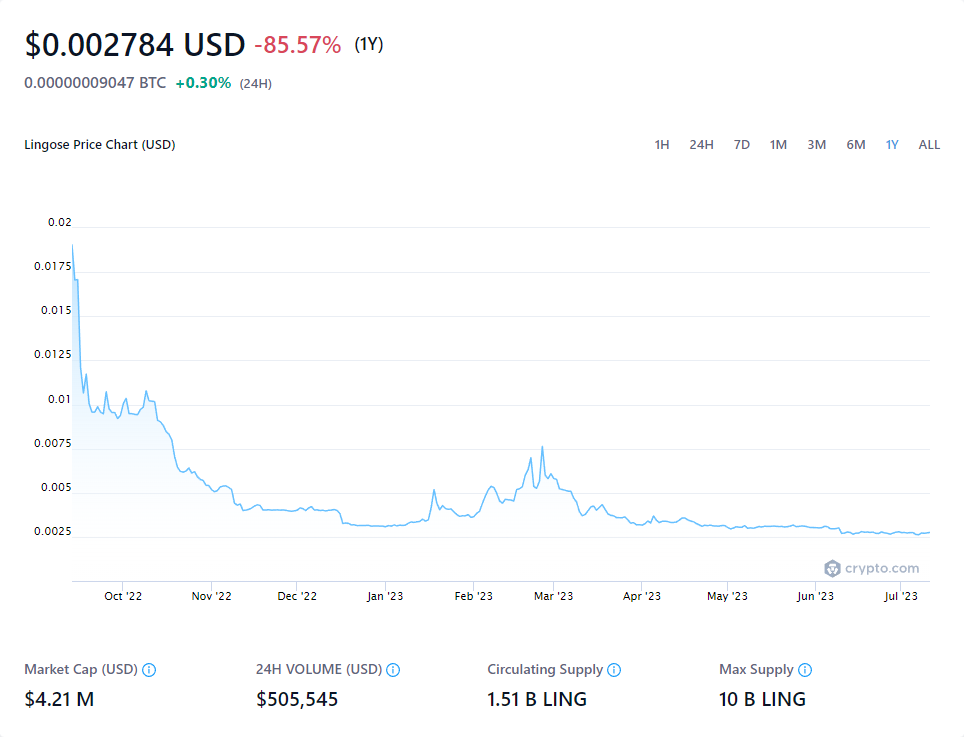 $0.002784 USD -85.57% (1Y)
0.00000009047 BTC +0.30% (24H)
Lingose Price Chart (USD) 1H 24H 7D 1M 3M 6M 1Y ALL
0.02
0.0175
0.015
0.0125
0.01
0.0075
0.005
0.0025
crypto.com
Oct '22 Nov '22 Dec '22 Jan '23 Feb '23 Mar '23 Apr '23 May '23 Jun '23 Jul '23
Market Cap (USD) 24H VOLUME (USD) Circulating Supply Max Supply
$4.21 M $505,545 1.51 B LING 10 B LING